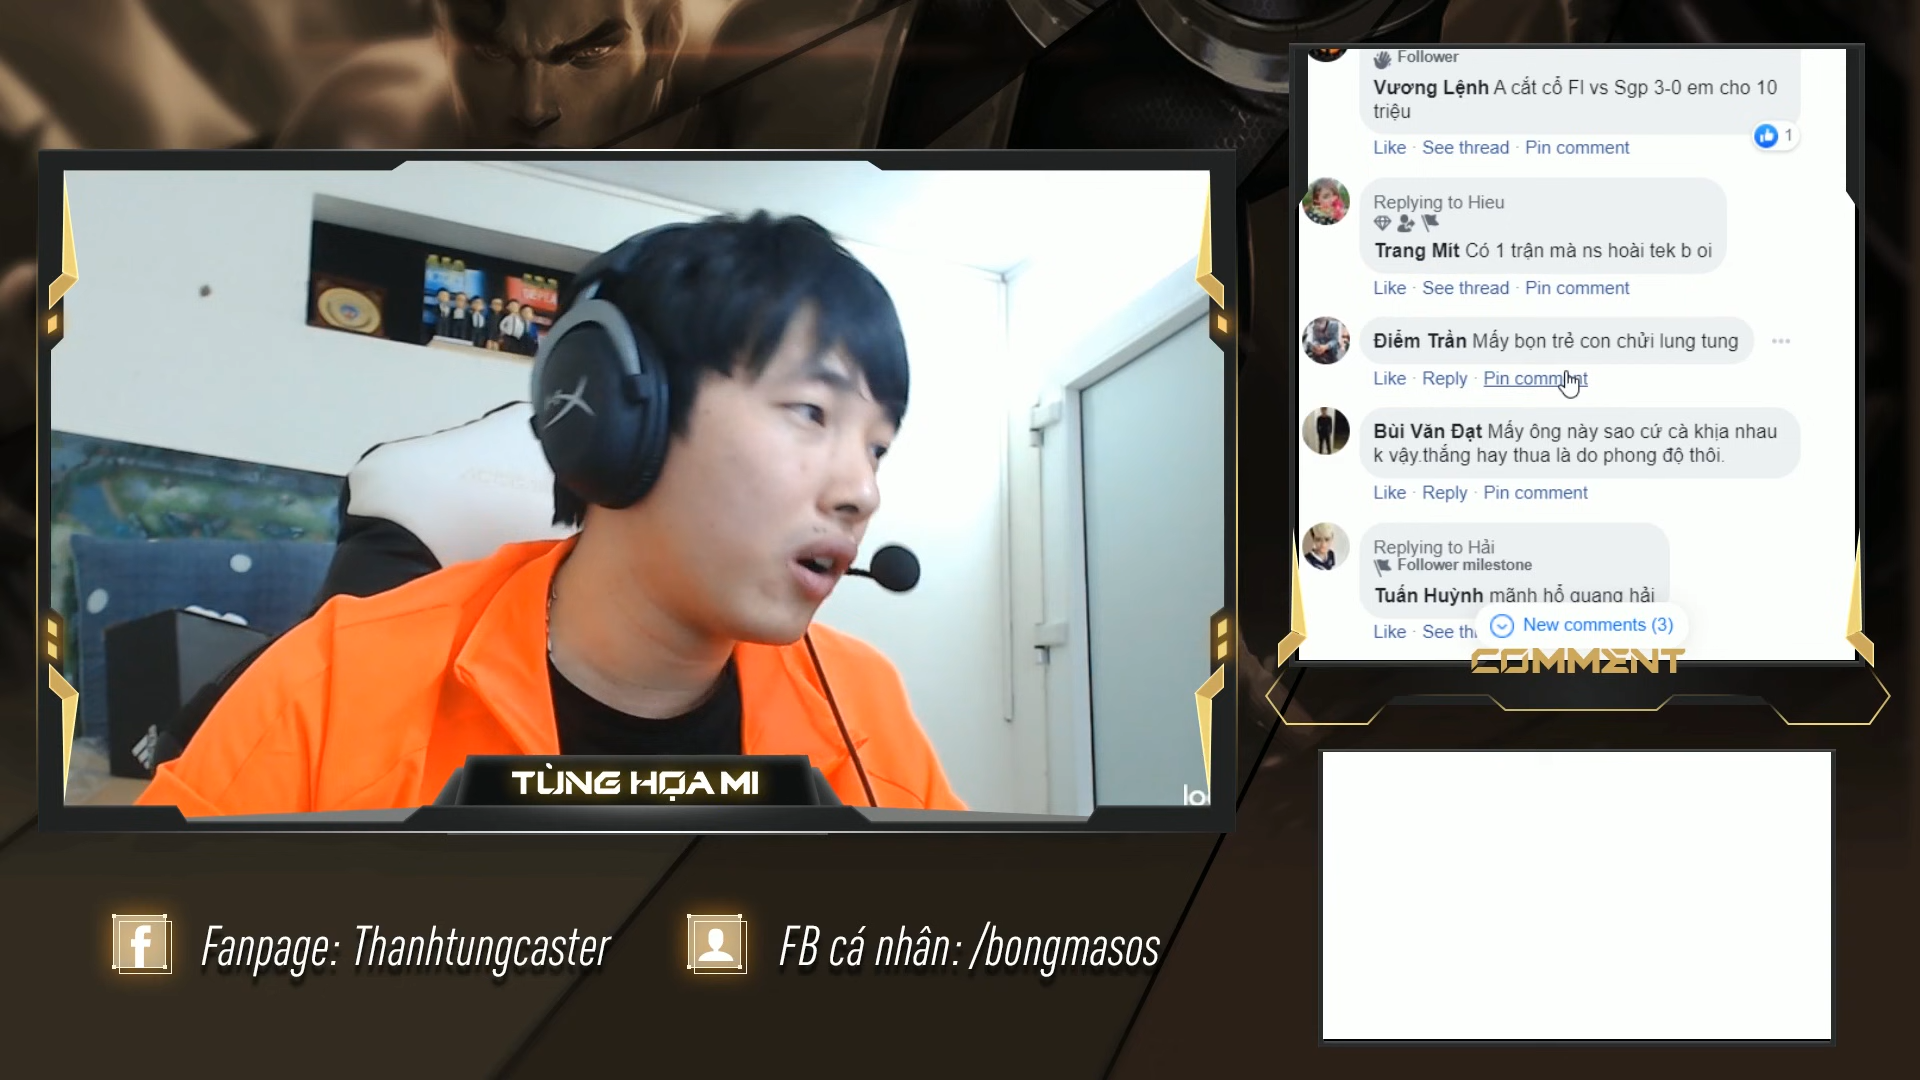 TÙNG HỌA MI
lo
Fanpage: Thanhtungcaster
FB cá nhân: /bongmasos
Follower
Vương Lệnh A cắt cổ Fl vs Sgp 3-0 em cho 10
triệu
1
Like · See thread · Pin comment
Replying to Hieu
Trang Mít Có 1 trận mà ns hoài tek b oi
Like · See thread · Pin comment
Điểm Trần Mấy bọn trẻ con chửi lung tung
Like · Reply · Pin comment
Bùi Văn Đạt Mấy ông này sao cứ cà khịa nhau
k vậy.thắng hay thua là do phong độ thôi.
Like · Reply · Pin comment
Replying to Hải
Follower milestone
Tuấn Huỳnh mãnh hổ quang hải
Like · See th
New comments (3)
COMMENT